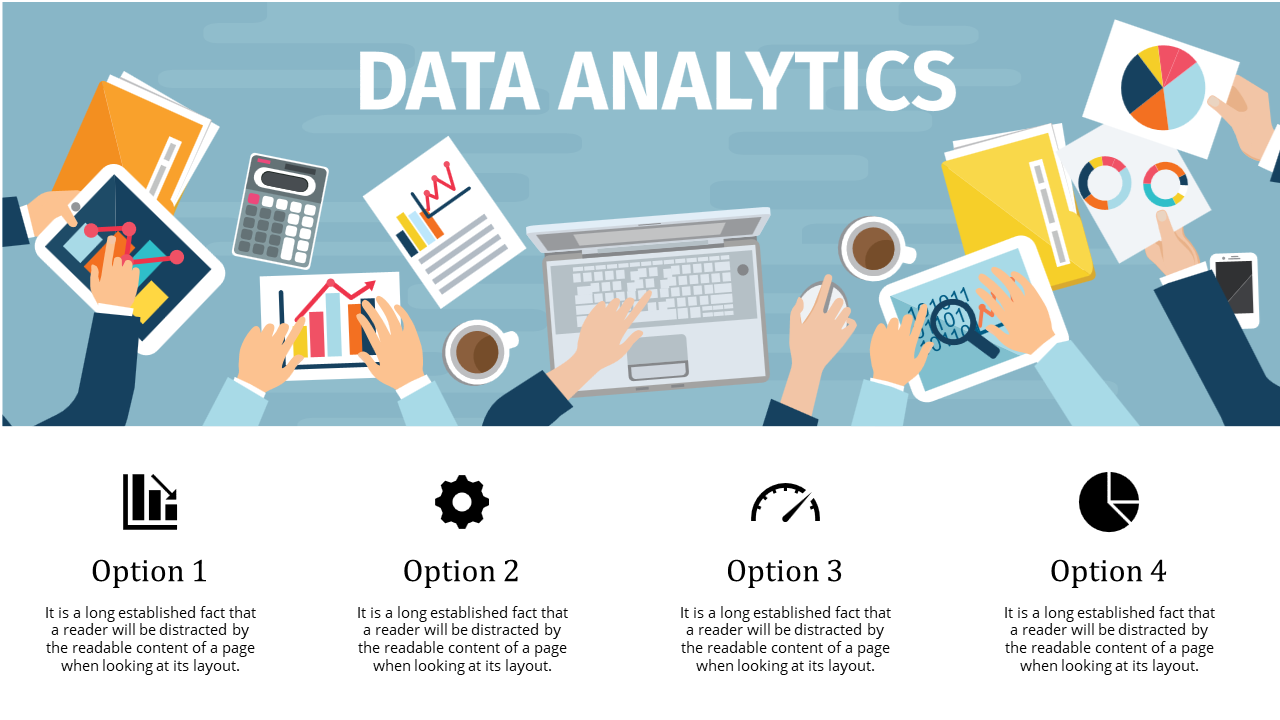 DATA ANALYTICS
101011
101
10110
Option 1
It is a long established fact that
a reader will be distracted by
the readable content of a page
when looking at its layout.
Option 2
It is a long established fact that
a reader will be distracted by
the readable content of a page
when looking at its layout.
Option 3
It is a long established fact that
a reader will be distracted by
the readable content of a page
when looking at its layout.
Option 4
It is a long established fact that
a reader will be distracted by
the readable content of a page
when looking at its layout.